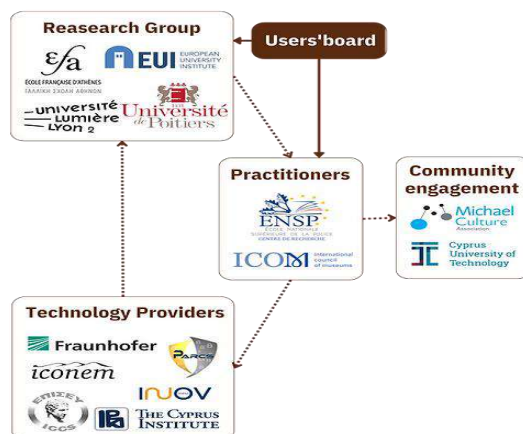 Reasearch Group
efa
ÉCOLE FRANÇAISE D'ATHÈNES
ΓΑΛΛΙΚΗ ΣΧΟΛΗ ΑΘΗΝΩΝ
EUI
EUROPEAN
UNIVERSITY
INSTITUTE
UNIVERSITÉ
LUMIÈRE
LYON 2
Université
de Poitiers
Users'board
Practitioners
ENSP
ÉCOLE NATIONALE
SUPÉRIEURE DE LA POLICE
CENTRE DE RECHERCHE
ICOM
international
council
of museums
Community
engagement
Michael
Culture
Association
Cyprus
University of
Technology
Technology Providers
Fraunhofer
PARCS
iconem
INOV
ΕΠΙΣΕΥ
ICCS
THE CYPRUS
INSTITUTE